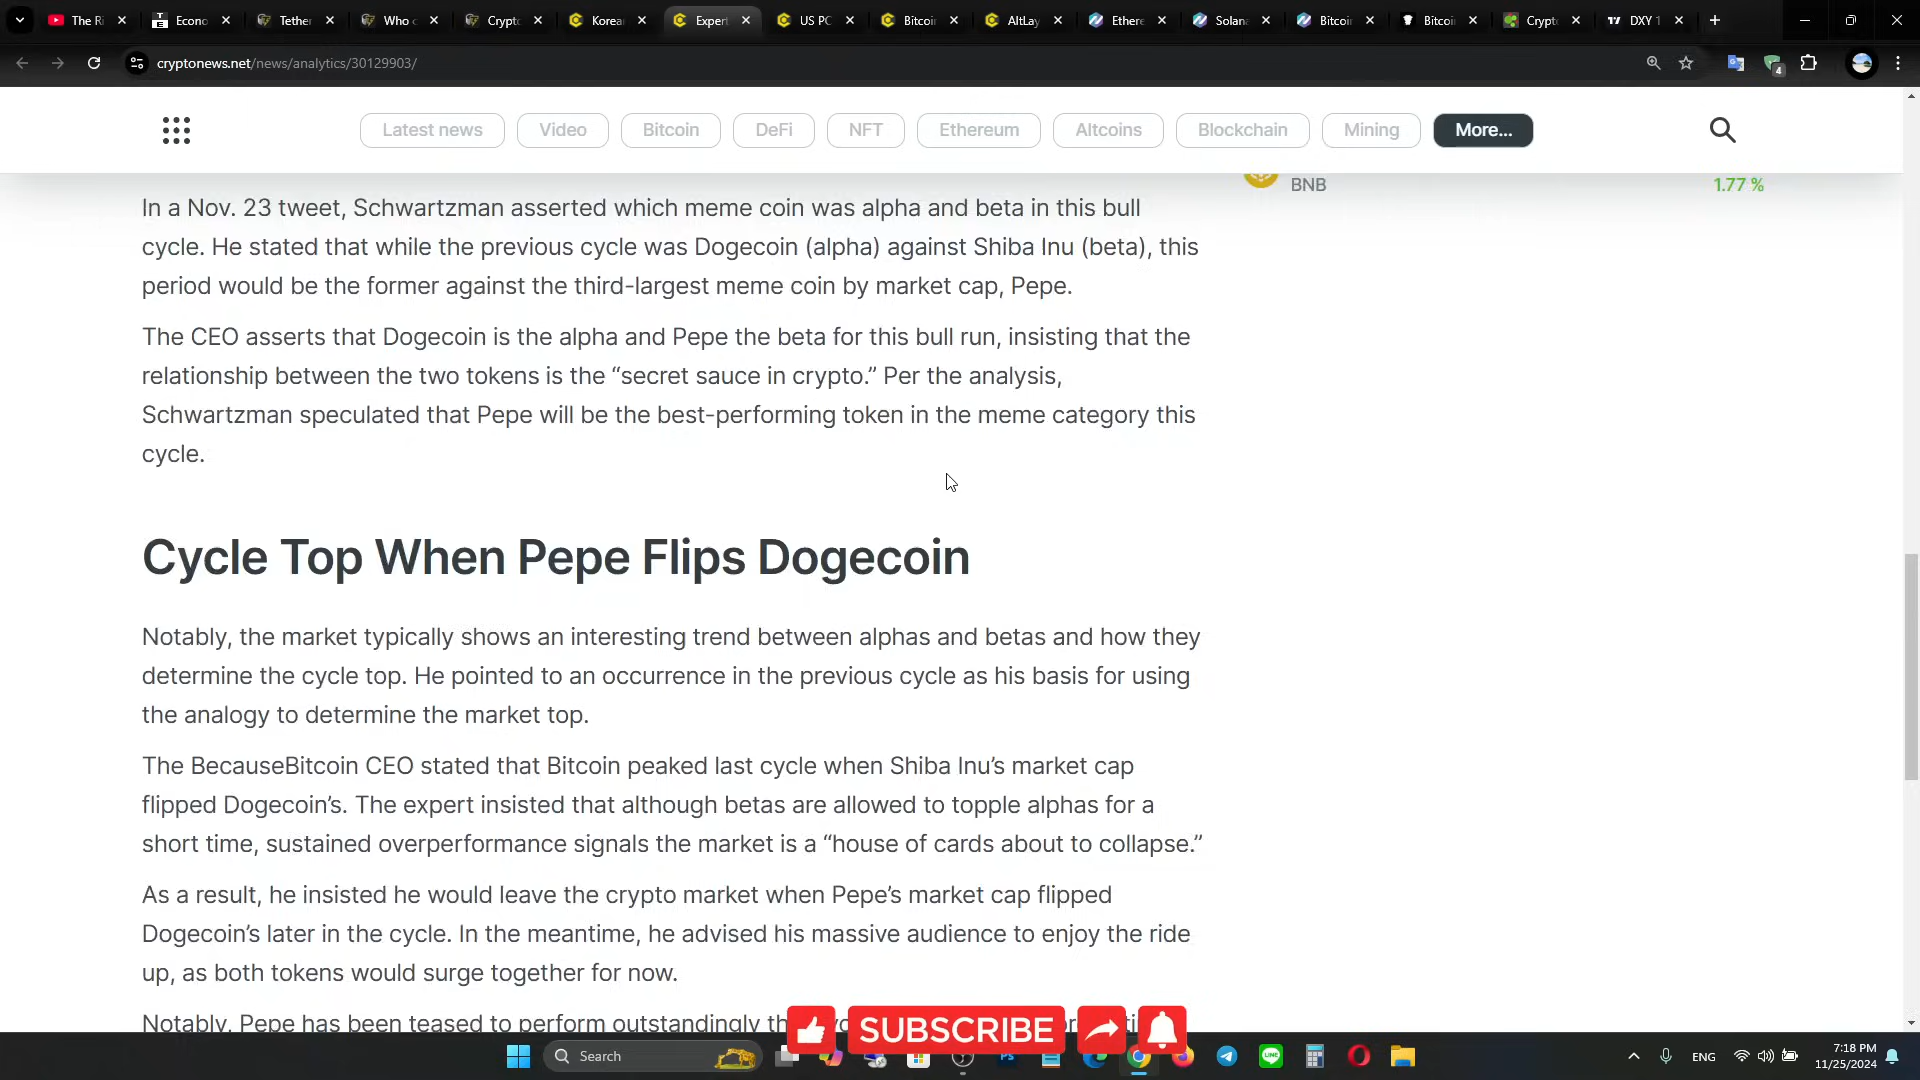 The Ri
Econo
Tether
Who c
Crypto
Korea
Expert
US PC
Bitcoi
AltLay
Ethere
Solana
Bitcoi
Bitcoi
Crypto
DXY 1
cryptonews.net/news/analytics/30129903/
4
Latest news
Video
Bitcoin
DeFi
NFT
Ethereum
Altcoins
Blockchain
Mining
More...
BNB
1.77 %
In a Nov. 23 tweet, Schwartzman asserted which meme coin was alpha and beta in this bull
cycle. He stated that while the previous cycle was Dogecoin (alpha) against Shiba Inu (beta), this
period would be the former against the third-largest meme coin by market cap, Pepe.
The CEO asserts that Dogecoin is the alpha and Pepe the beta for this bull run, insisting that the
relationship between the two tokens is the “secret sauce in crypto.” Per the analysis,
Schwartzman speculated that Pepe will be the best-performing token in the meme category this
cycle.
Cycle Top When Pepe Flips Dogecoin
Notably, the market typically shows an interesting trend between alphas and betas and how they
determine the cycle top. He pointed to an occurrence in the previous cycle as his basis for using
the analogy to determine the market top.
The BecauseBitcoin CEO stated that Bitcoin peaked last cycle when Shiba Inu’s market cap
flipped Dogecoin’s. The expert insisted that although betas are allowed to topple alphas for a
short time, sustained overperformance signals the market is a “house of cards about to collapse.”
As a result, he insisted he would leave the crypto market when Pepe’s market cap flipped
Dogecoin’s later in the cycle. In the meantime, he advised his massive audience to enjoy the ride
up, as both tokens would surge together for now.
Notably, Pepe has been teased to perform outstandingly
SUBSCRIBE
Search
ENG
7:18 PM
11/25/2024